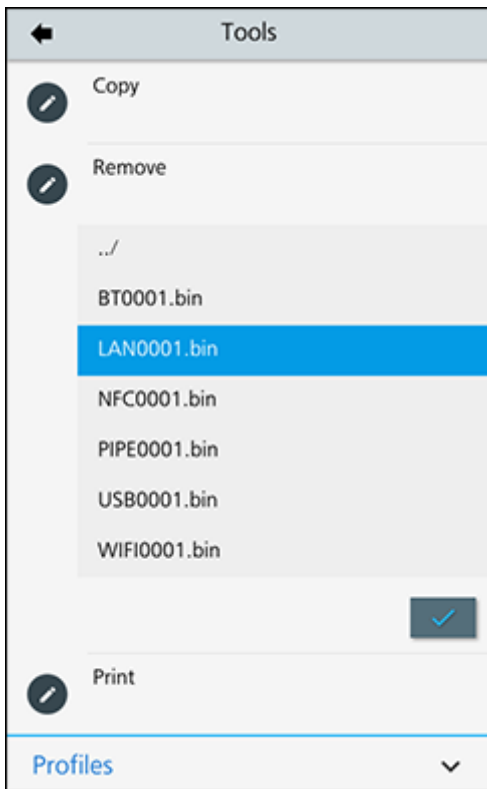 Tools
Copy
Remove
../
BT0001.bin
LAN0001.bin
NFC0001.bin
PIPE0001.bin
USB0001.bin
WIFI0001.bin
Print
Profiles